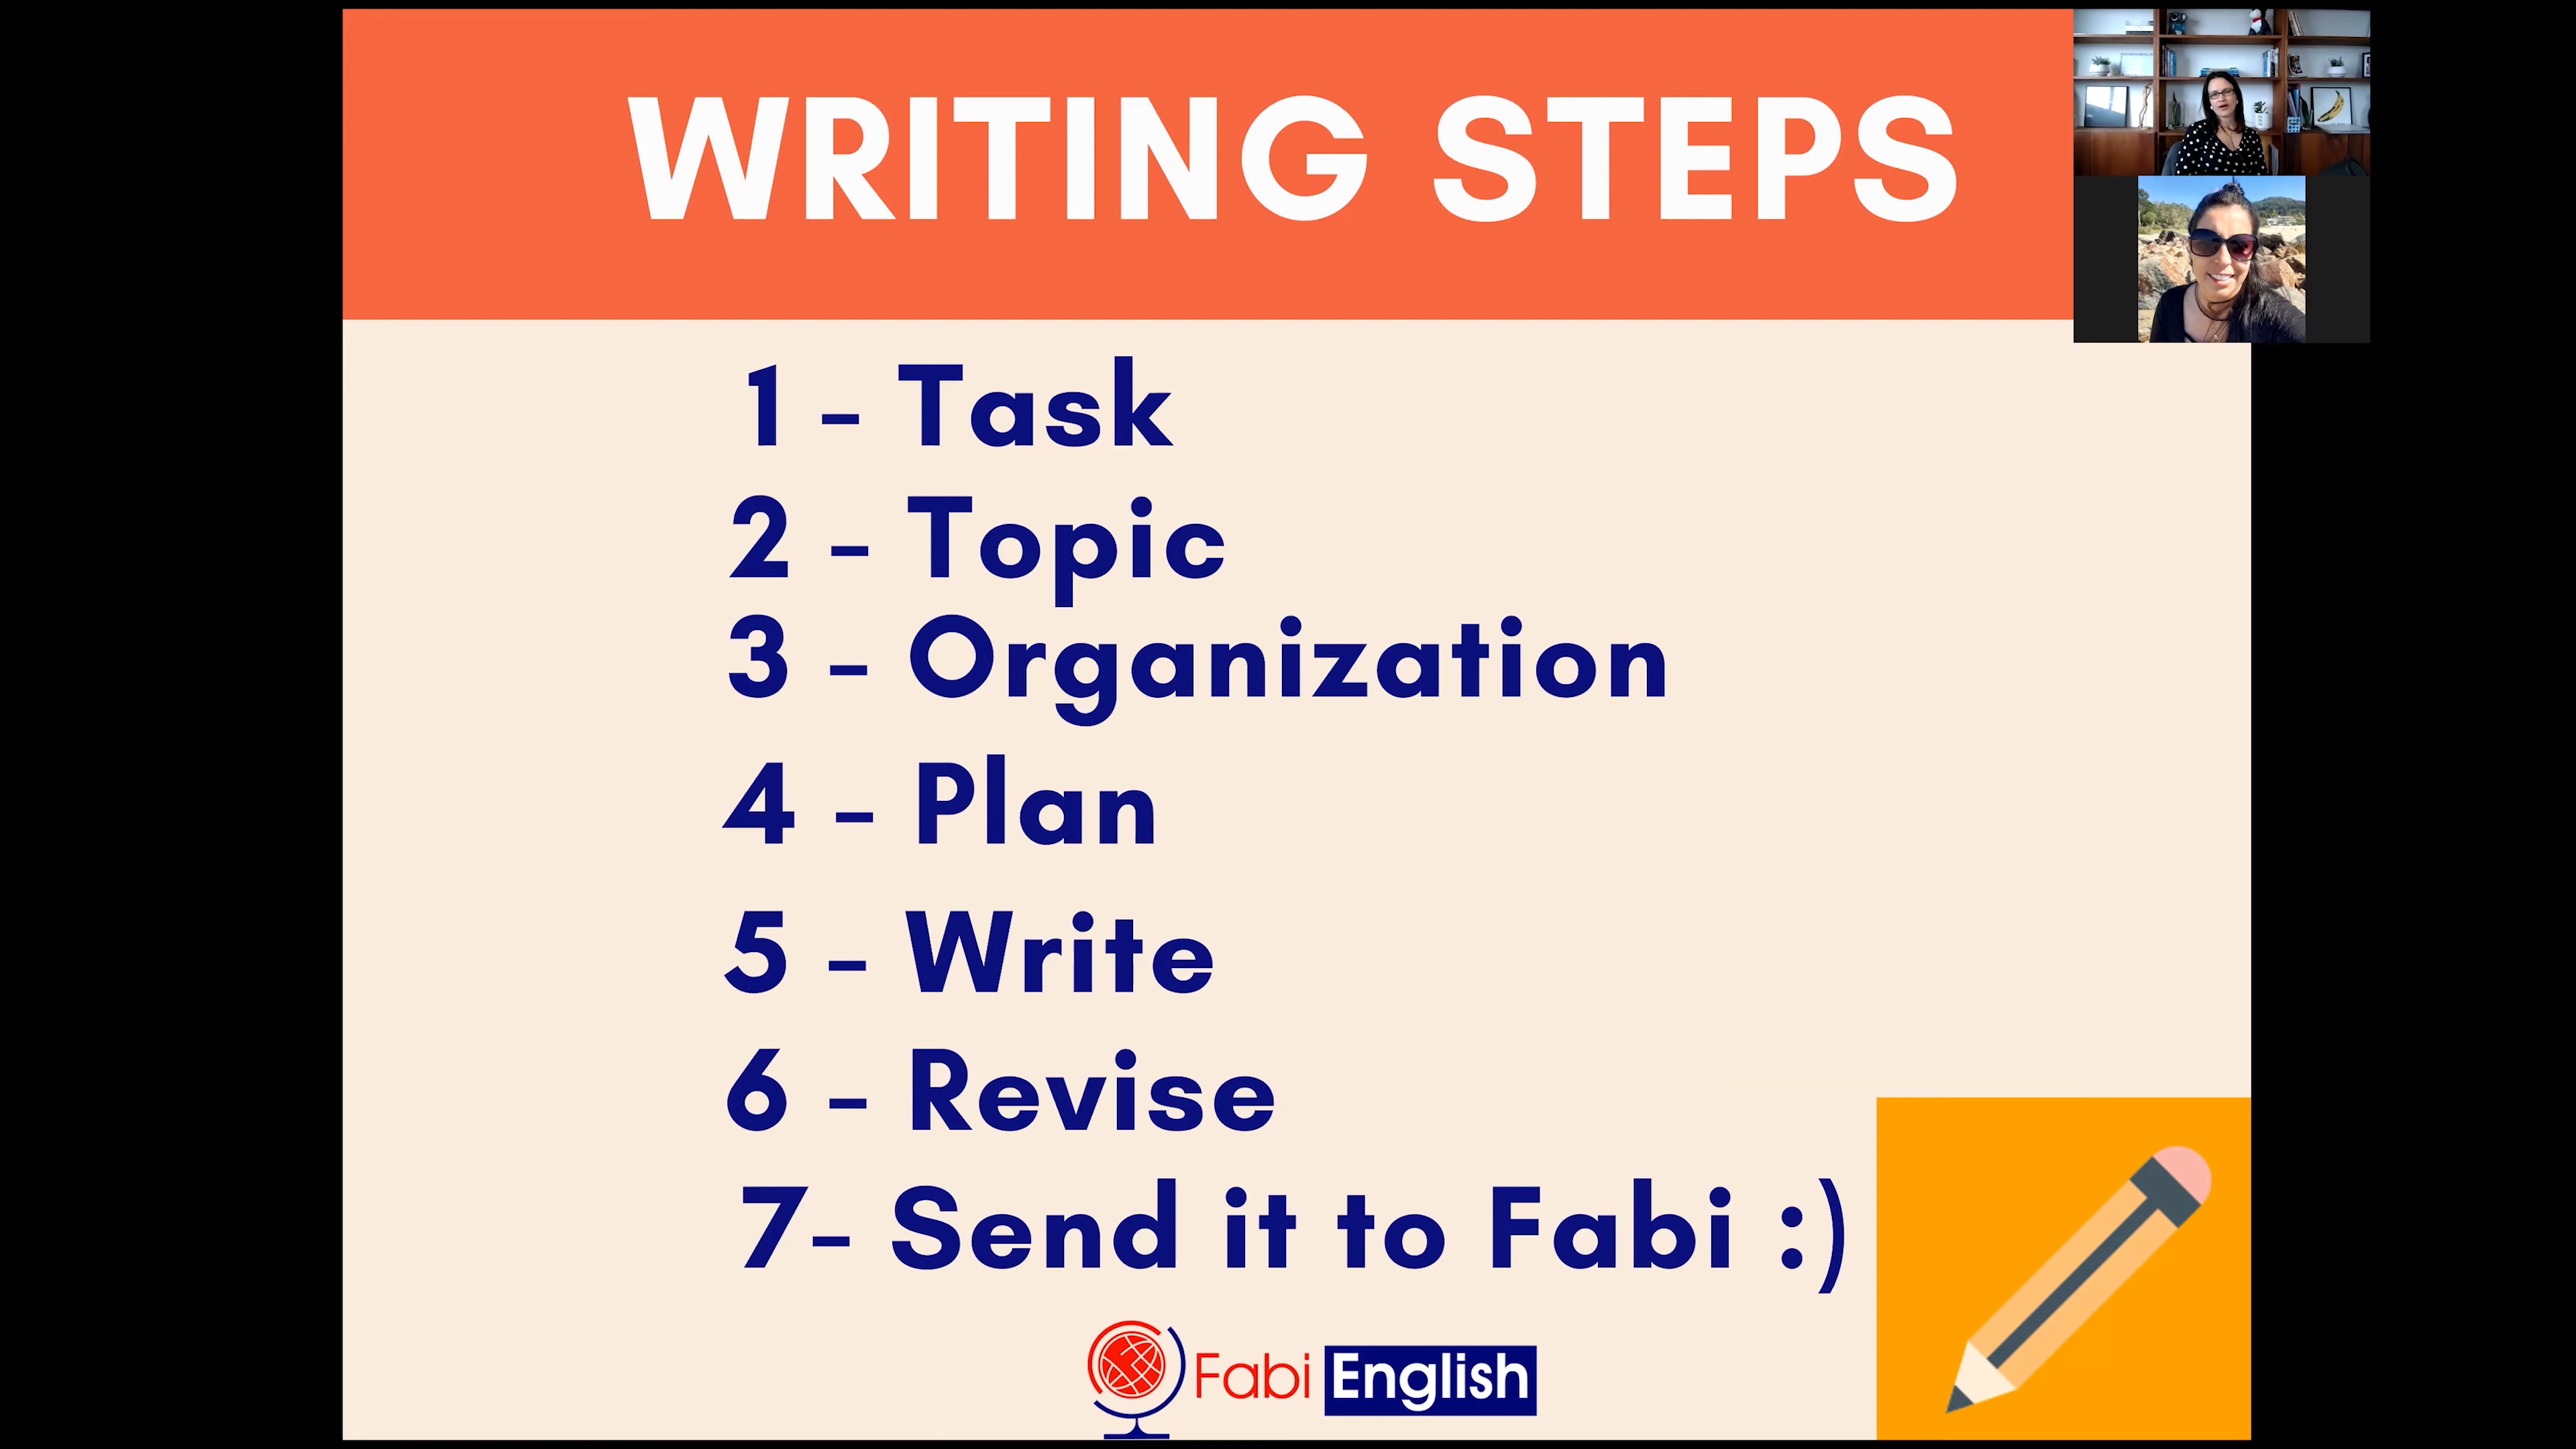 WRITING STEPS
1 - Task
2 - Topic
3 - Organization
4 - Plan
5 - Write
6 - Revise
7- Send it to Fabi :)
Fabi English